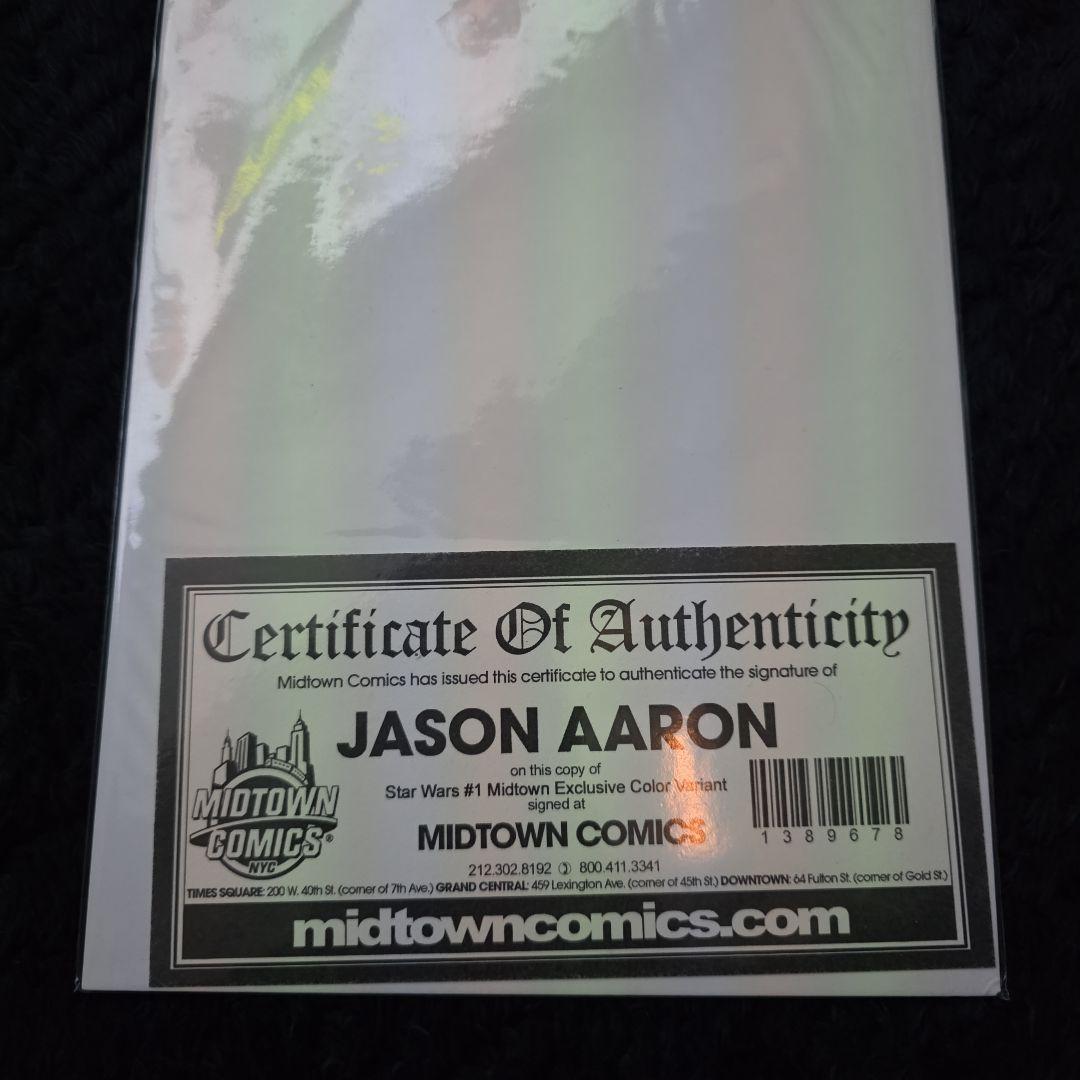 Certificate Of Authenticity
Midtown Comics has issued this certificate to authenticate the signature of
JASON AARON
on this copy of
Star Wars #1 Midtown Exclusive Color Variant
signed at
MIDTOWN COMICS
MIDTOWN
COMICS®
NYC
1389678
212.302.8192 800.411.3341
TIMES SQUARE: 200 W. 40th St. (corner of 7th Ave.) GRAND CENTRAL: 459 Lexington Ave. (corner of 45th St.) DOWNTOWN: 64 Fulton St. (corner of Gold St.)
midtowncomics.com